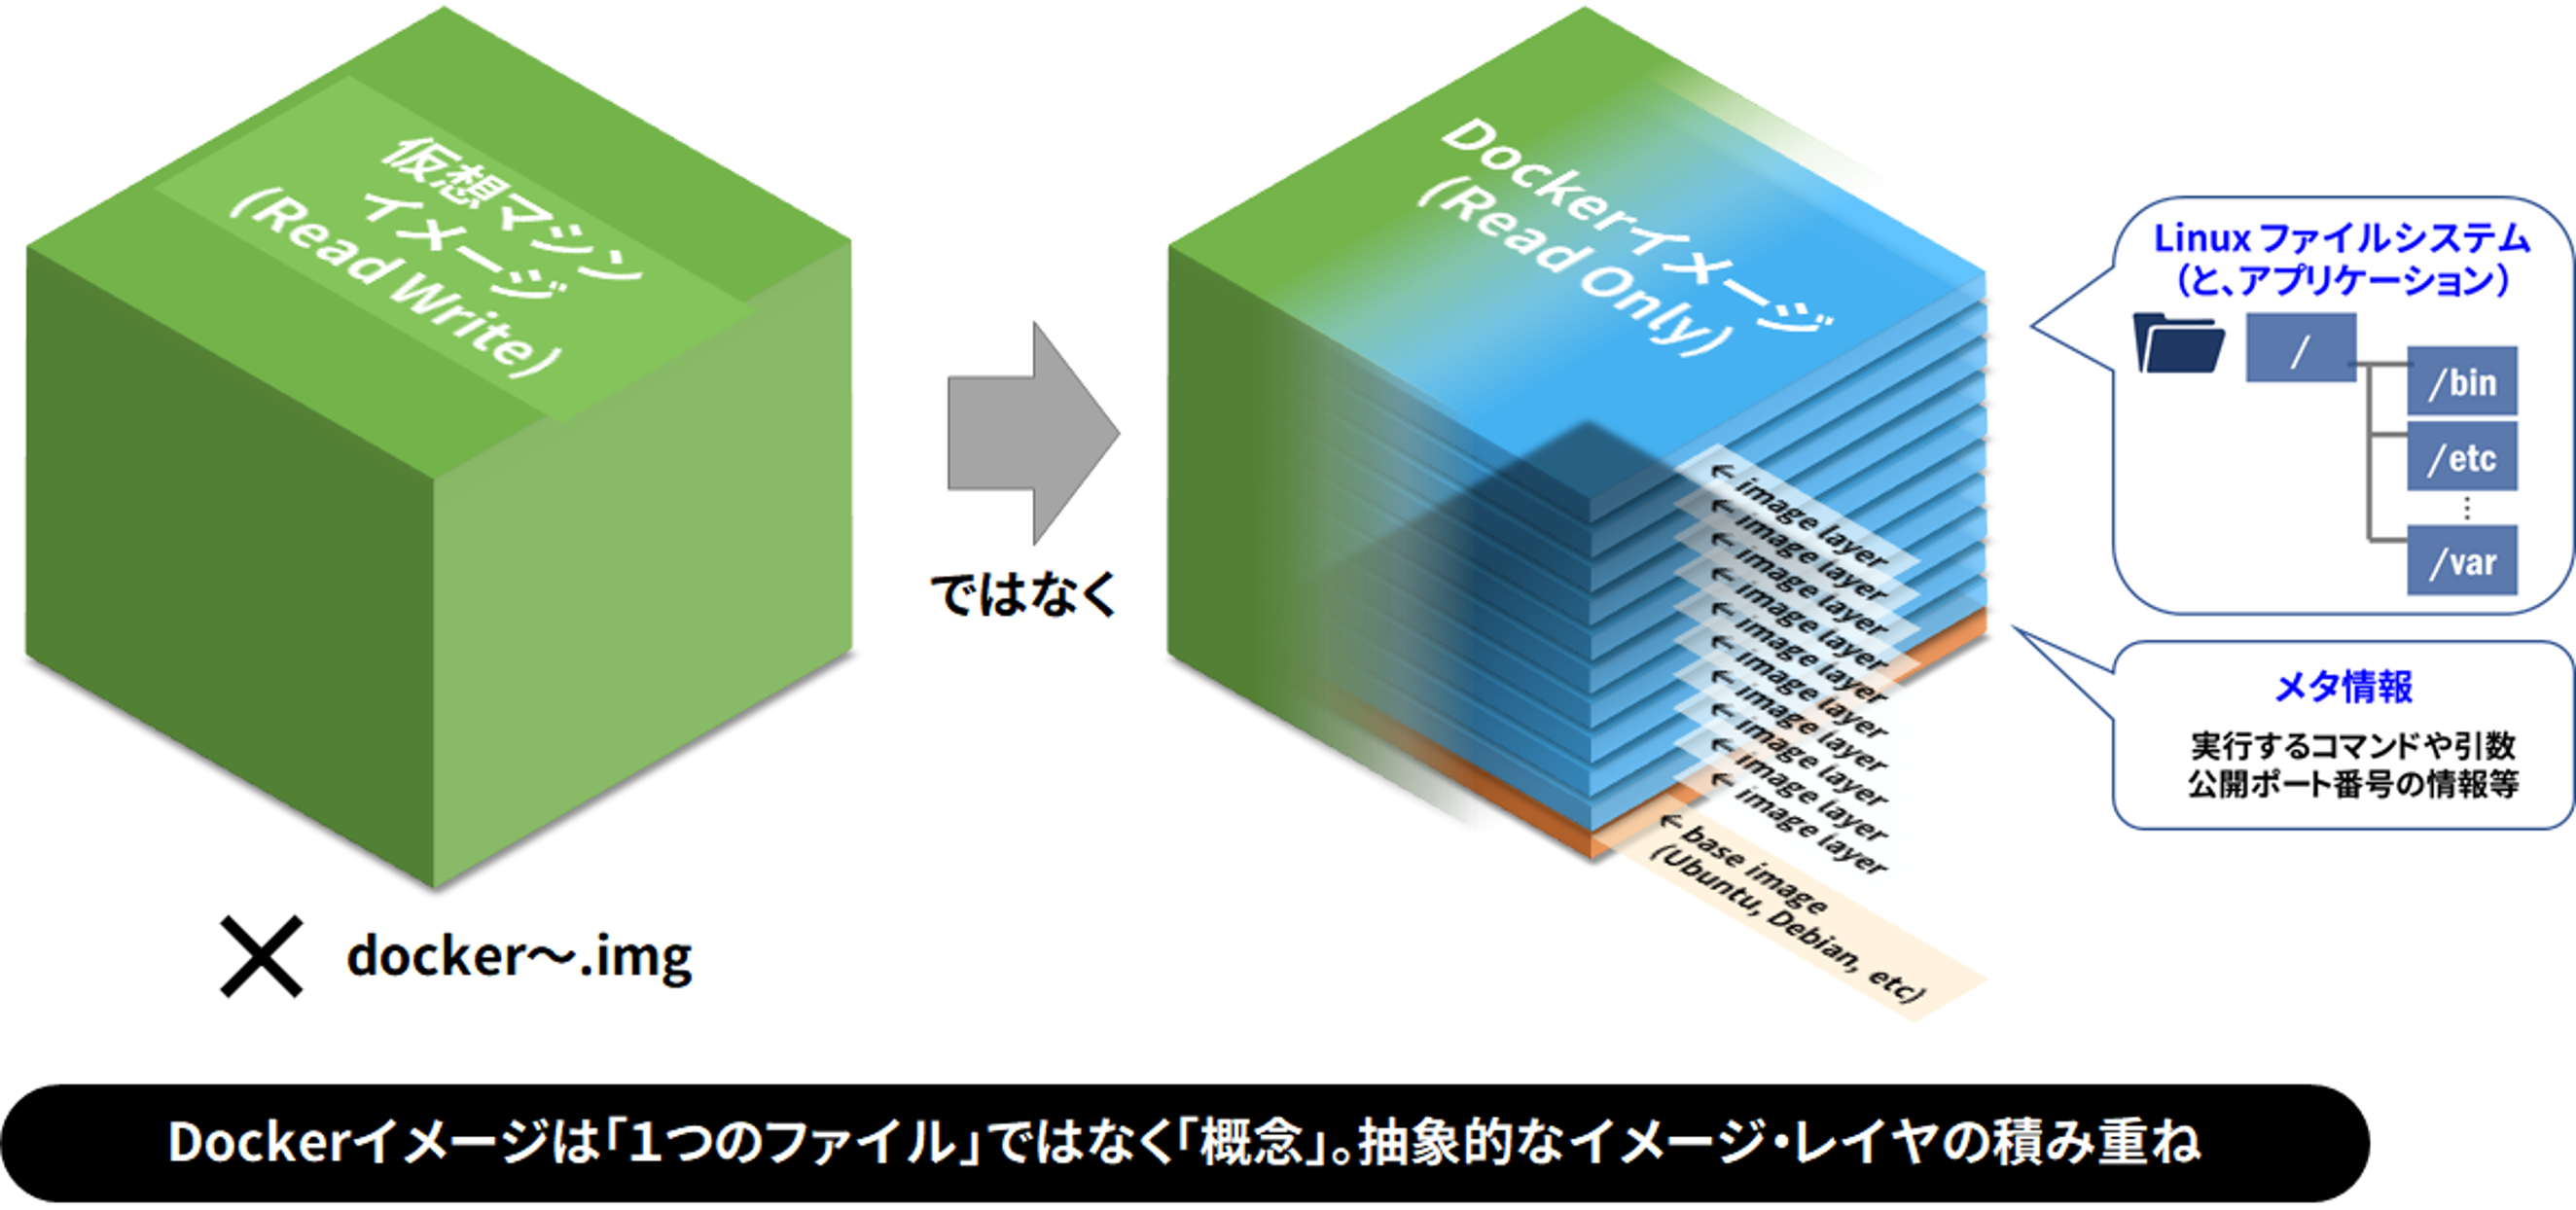 仮想マシン
イメージ
(Read Write)
docker～.img
ではなく
Dockerイメージ
(Read Only)
← image layer
← image layer
← image layer
← image layer
← image layer
← image layer
← image layer
← image layer
← image layer
← image layer
← base image
(Ubuntu, Debian, etc)
Linux ファイルシステム
（と、アプリケーション）
/
/bin
/etc
/var
メタ情報
実行するコマンドや引数
公開ポート番号の情報等
Dockerイメージは「１つのファイル」ではなく「概念」。抽象的なイメージ・レイヤの積み重ね